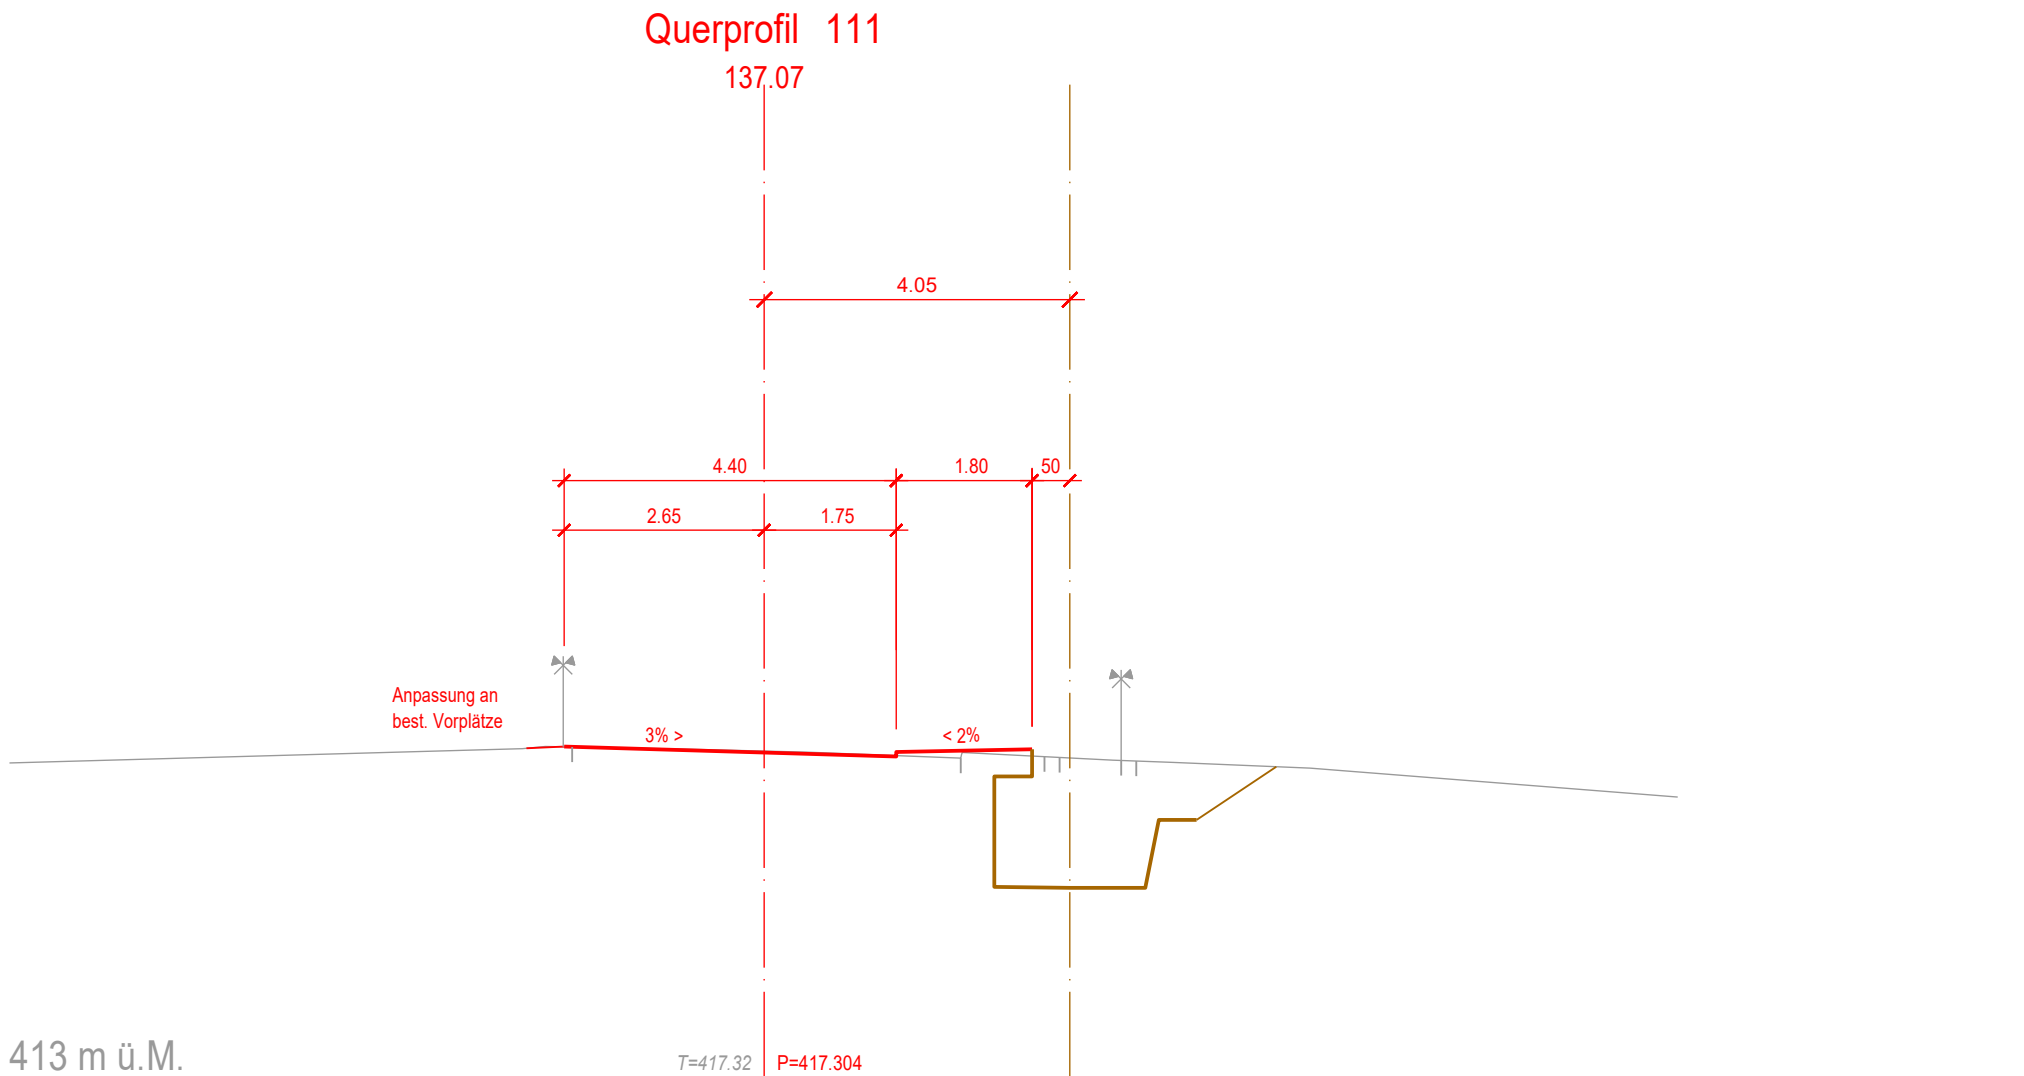 Querprofil 111
137.07
4.05
4.40 1.80 50
2.65 1.75
Anpassung an
best. Vorplätze
3% > < 2%
413 m ü.M. T=417.32 P=417.304